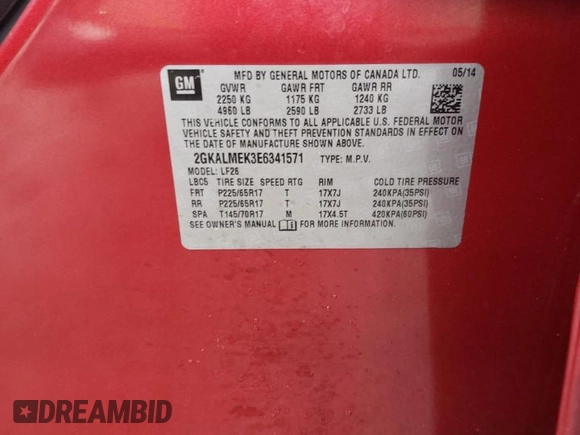 GM
MFD BY GENERAL MOTORS OF CANADA LTD. 05/14
GVWR GAWR FRT GAWR RR
2250 KG 1175 KG 1240 KG
4960 LB 2590 LB 2733 LB
THIS VEHICLE CONFORMS TO ALL APPLICABLE U.S. FEDERAL MOTOR
VEHICLE SAFETY AND THEFT PREVENTION STANDARDS IN EFFECT ON
THE DATE OF MANUFACTURE SHOWN ABOVE.
2GKALMEK3E6341571 TYPE: M.P.V.
MODEL: LF26
LBC5 TIRE SIZE SPEED RTG RIM COLD TIRE PRESSURE
FRT P225/65R17 T 17X7J 240KPA(35PSI)
RR P225/65R17 T 17X7J 240KPA(35PSI)
SPA T145/70R17 M 17X4.5T 420KPA(60PSI)
SEE OWNER'S MANUAL FOR MORE INFORMATION.
DREAMBID